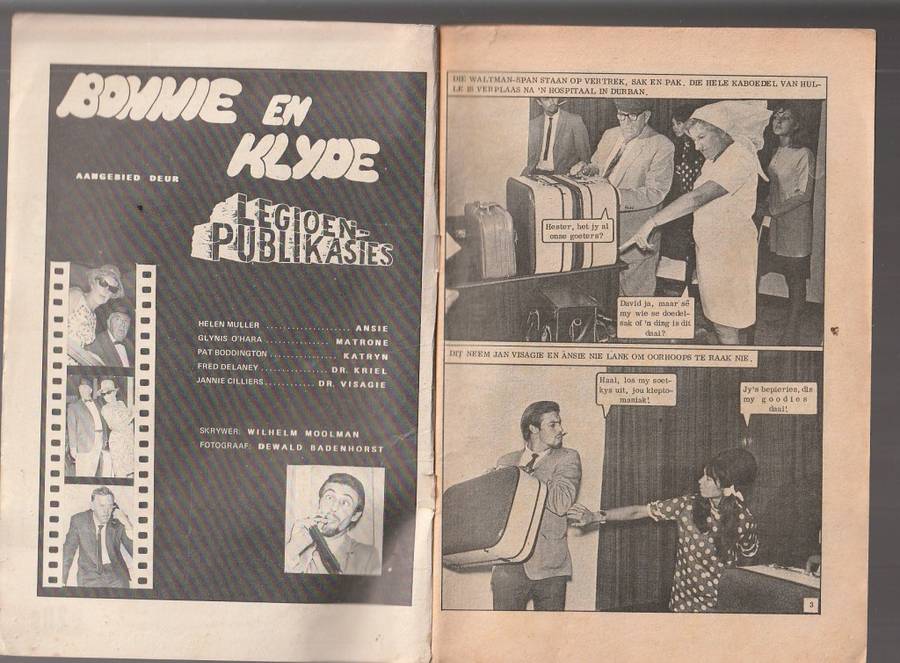 BONNIE EN
KLYDE
AANGEBIED DEUR
LEGIOEN-
PUBLIKASIES
HELEN MULLER .................... ANSIE
GLYNIS O'HARA ............... MATRONE
PAT BODDINGTON ................ KATRYN
FRED DELANEY ............... DR. KRIEL
JANNIE CILLIERS............ DR. VISAGIE
SKRYWER: WILHELM MOOLMAN
FOTOGRAAF: DEWALD BADENHORST
DIE WALTMAN-SPAN STAAN OP VERTREK, SAK EN PAK. DIE HELE KABOEDEL VAN HUL-
LE IS VERPLAAS NA 'N HOSPITAAL IN DURBAN.
Hester, het jy al
onse goeters?
David ja, maar sê
my wie se doedel-
sak of 'n ding is dit
daai?
DIT NEEM JAN VISAGIE EN ANSIE NIE LANK OM OORHOOPS TE RAAK NIE.
Haai, los my soet-
kys uit, jou klepto-
maniak!
Jy's bepieries, dis
my goodies
daai!
3